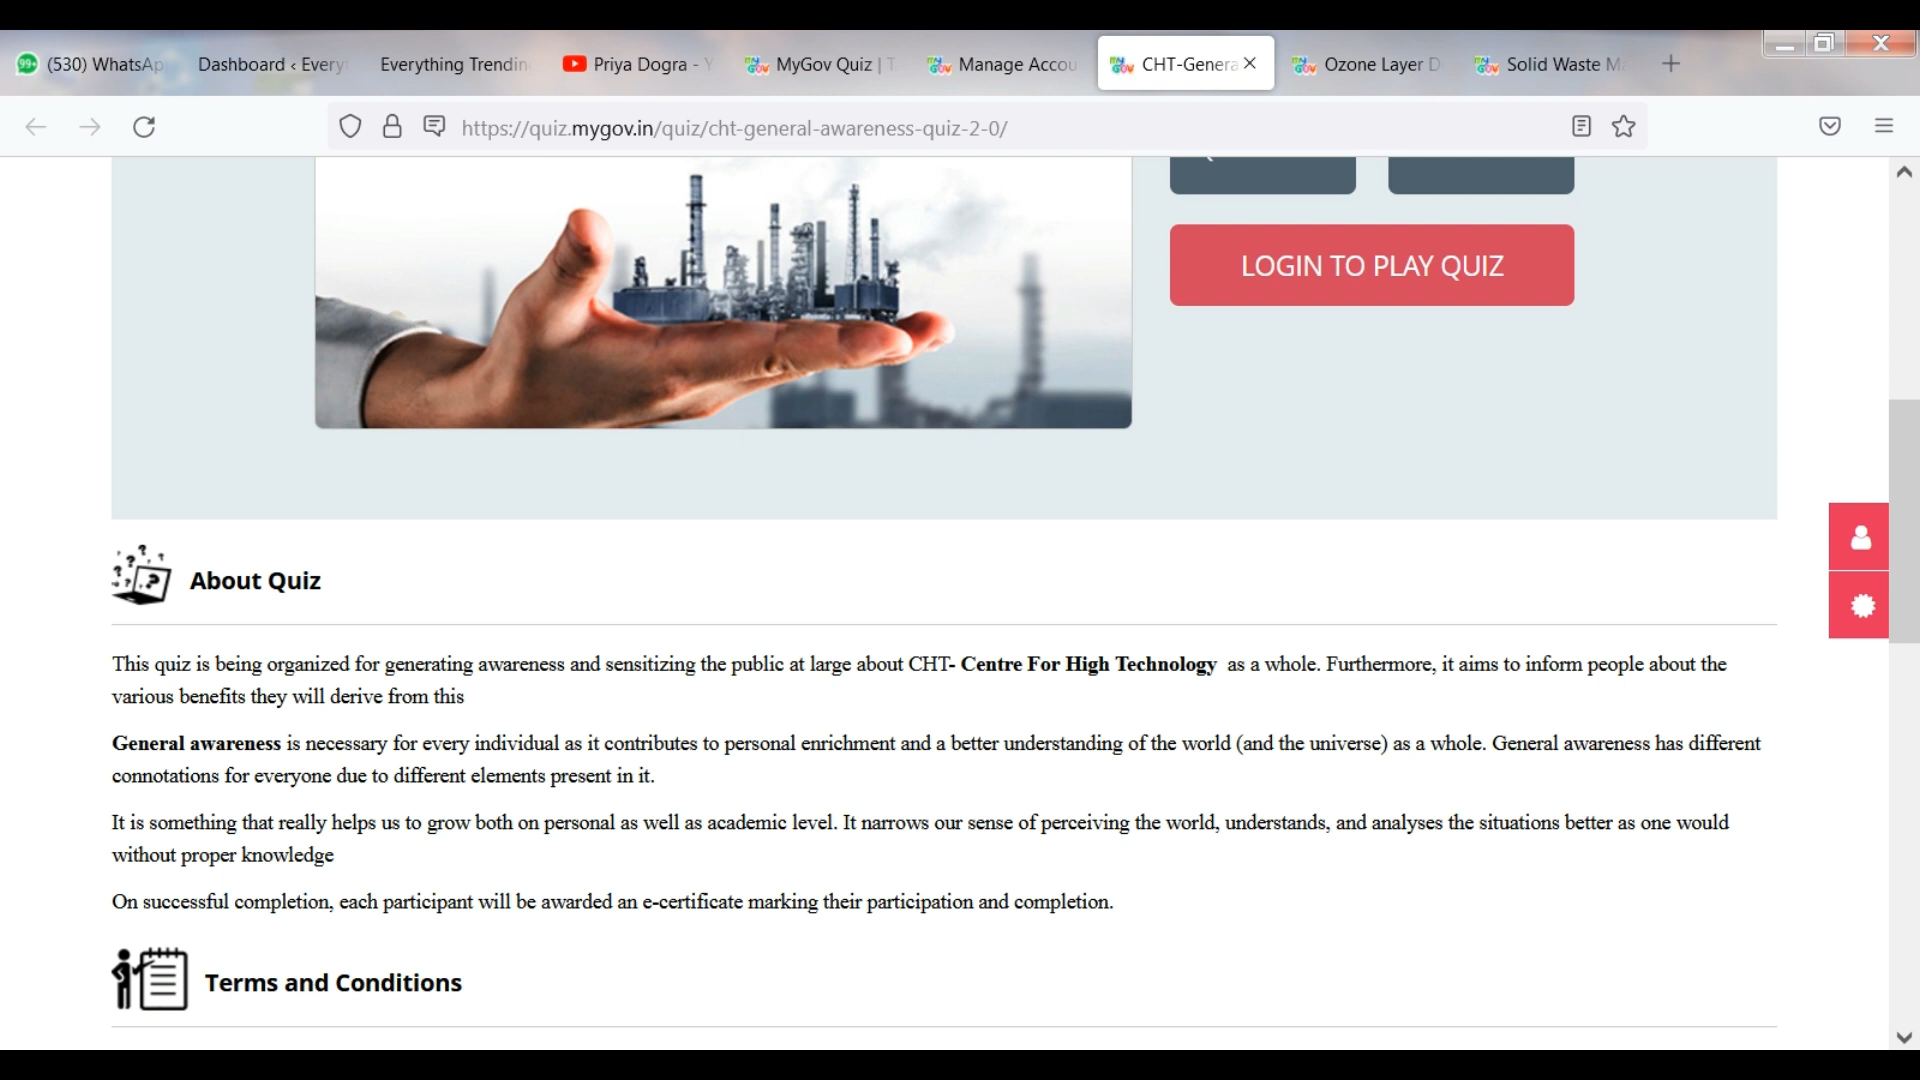 (530) WhatsAp
Dashboard ‹ Every
Everything Trendin
Priya Dogra - Y
MyGov Quiz | T
Manage Accou
CHT-Genera
Ozone Layer D
Solid Waste M
https://quiz.mygov.in/quiz/cht-general-awareness-quiz-2-0/
LOGIN TO PLAY QUIZ
About Quiz
This quiz is being organized for generating awareness and sensitizing the public at large about CHT- Centre For High Technology as a whole. Furthermore, it aims to inform people about the
various benefits they will derive from this
General awareness is necessary for every individual as it contributes to personal enrichment and a better understanding of the world (and the universe) as a whole. General awareness has different
connotations for everyone due to different elements present in it.
It is something that really helps us to grow both on personal as well as academic level. It narrows our sense of perceiving the world, understands, and analyses the situations better as one would
without proper knowledge
On successful completion, each participant will be awarded an e-certificate marking their participation and completion.
Terms and Conditions